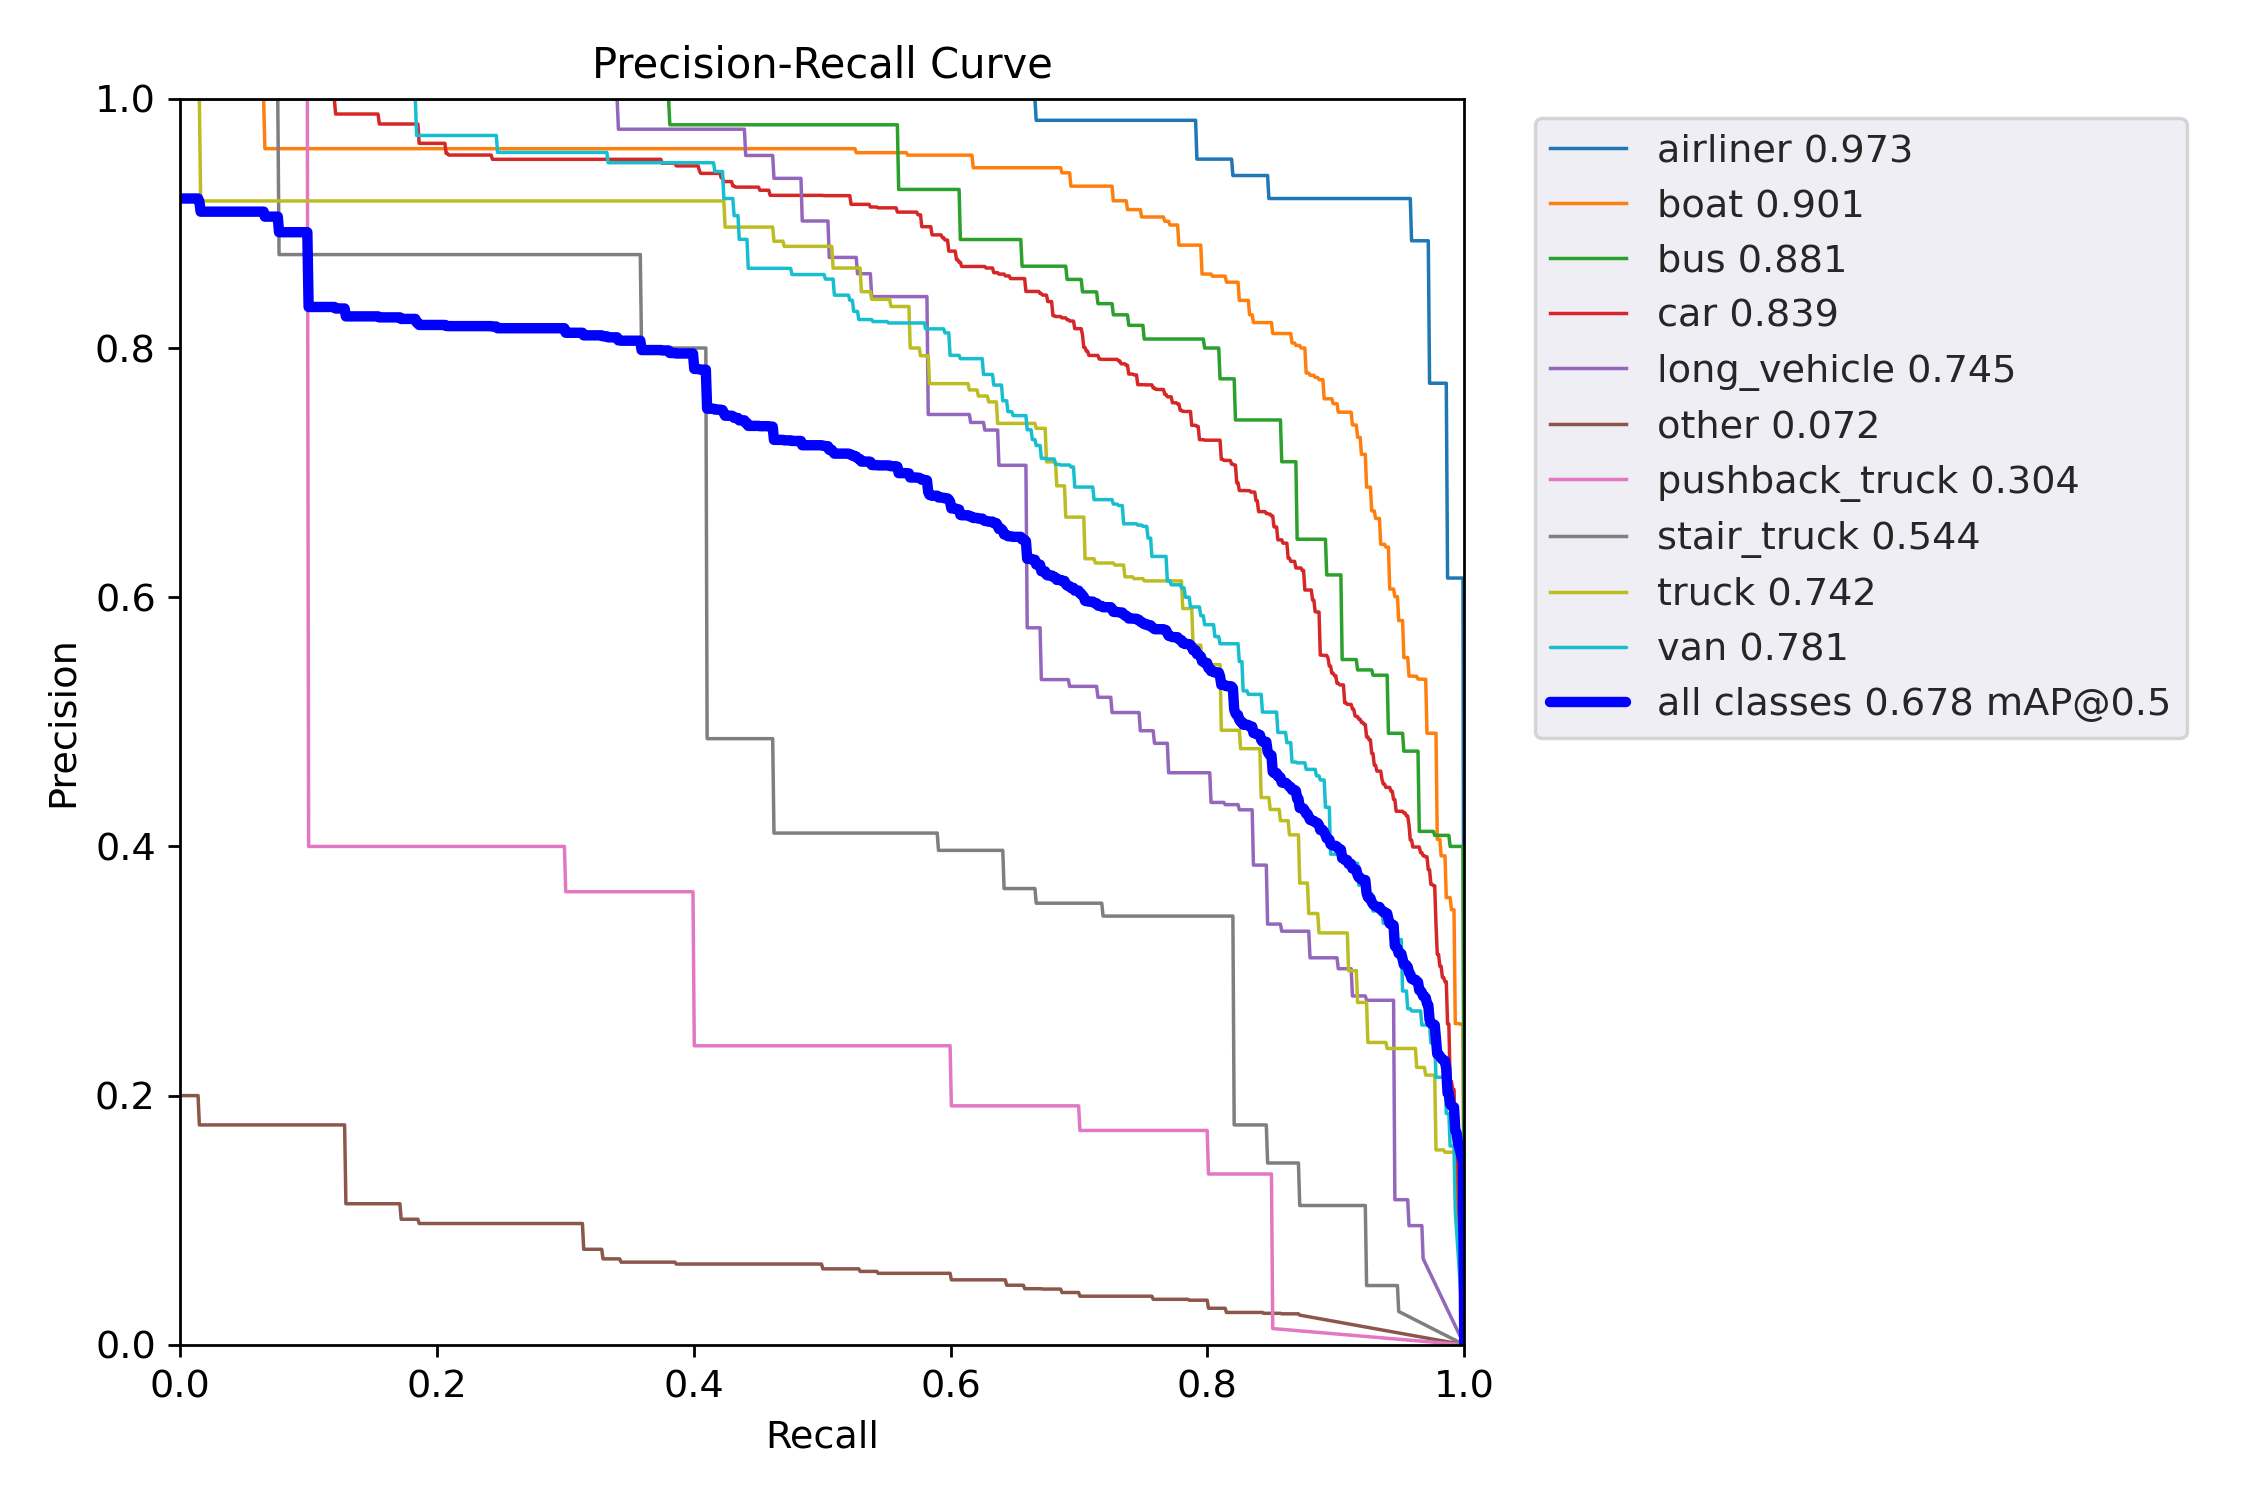 Precision-Recall Curve
1.0
0.8
0.6
0.4
0.2
0.0
Precision
0.0 0.2 0.4 0.6 0.8 1.0
Recall
airliner 0.973
boat 0.901
bus 0.881
car 0.839
long_vehicle 0.745
other 0.072
pushback_truck 0.304
stair_truck 0.544
truck 0.742
van 0.781
all classes 0.678 mAP@0.5